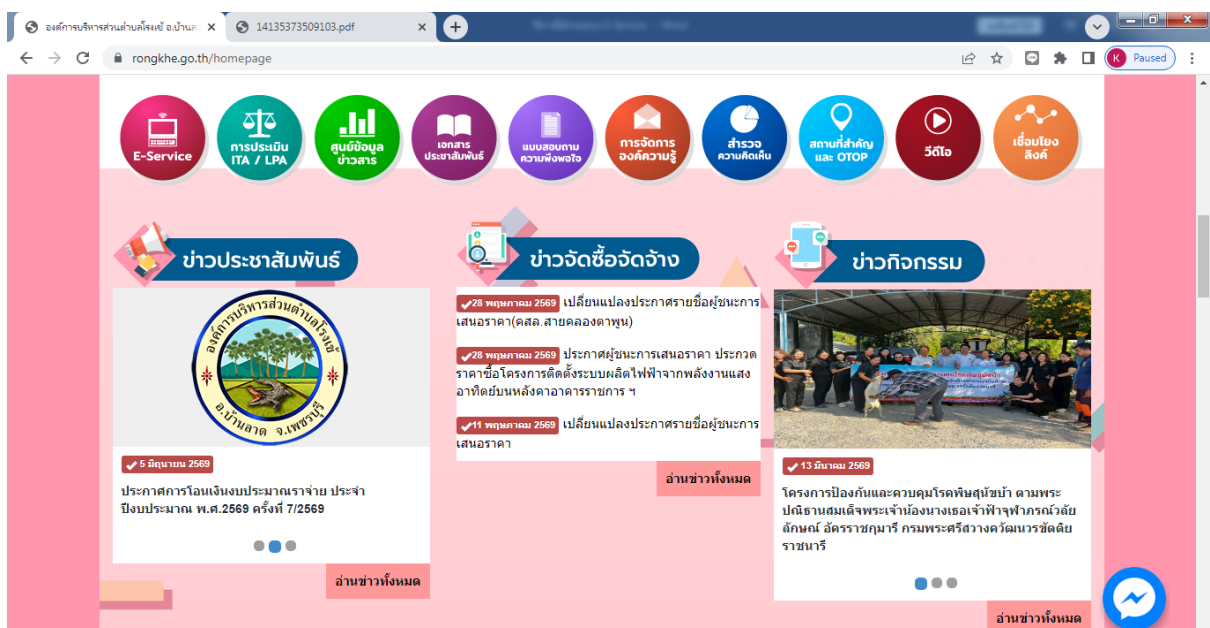 องค์การบริหารส่วนตำบลโรงเข้ อ.บ้านล
14135373509103.pdf
rongkhe.go.th/homepage
K Paused
E-Service
การประเมิน
ITA / LPA
ศูนย์ข้อมูล
ข่าวสาร
เอกสาร
ประชาสัมพันธ์
แบบสอบถาม
ความพึงพอใจ
การจัดการ
องค์ความรู้
สำรวจ
ความคิดเห็น
สถานที่สำคัญ
และ OTOP
วีดีโอ
เชื่อมโยง
ลิงค์
ข่าวประชาสัมพันธ์
องค์การบริหารส่วนตำบลโรงเข้
อ.บ้านลาด จ.เพชรบุรี
5 มิถุนายน 2569
ประกาศการโอนเงินงบประมาณราจ่าย ประจำ
ปีงบประมาณ พ.ศ.2569 ครั้งที่ 7/2569
อ่านข่าวทั้งหมด
ข่าวจัดซื้อจัดจ้าง
28 พฤษภาคม 2569 เปลี่ยนแปลงประกาศรายชื่อผู้ชนะการ
เสนอราคา(คสล.สายคลองตาพูน)
28 พฤษภาคม 2569 ประกาศผู้ชนะการเสนอราคา ประกวด
ราคาซื้อโครงการติดตั้งระบบผลิตไฟฟ้าจากพลังงานแสง
อาทิตย์บนหลังคาอาคารราชการ ฯ
11 พฤษภาคม 2569 เปลี่ยนแปลงประกาศรายชื่อผู้ชนะการ
เสนอราคา
อ่านข่าวทั้งหมด
ข่าวกิจกรรม
13 มีนาคม 2569
โครงการป้องกันและควบคุมโรคพิษสุนัขบ้า ตามพระ
ปณิธานสมเด็จพระเจ้าน้องนางเธอเจ้าฟ้าจุฬาภรณ์วลัย
ลักษณ์ อัครราชกุมารี กรมพระศรีสวางควัฒนวรขัตติย
ราชนารี
อ่านข่าวทั้งหมด